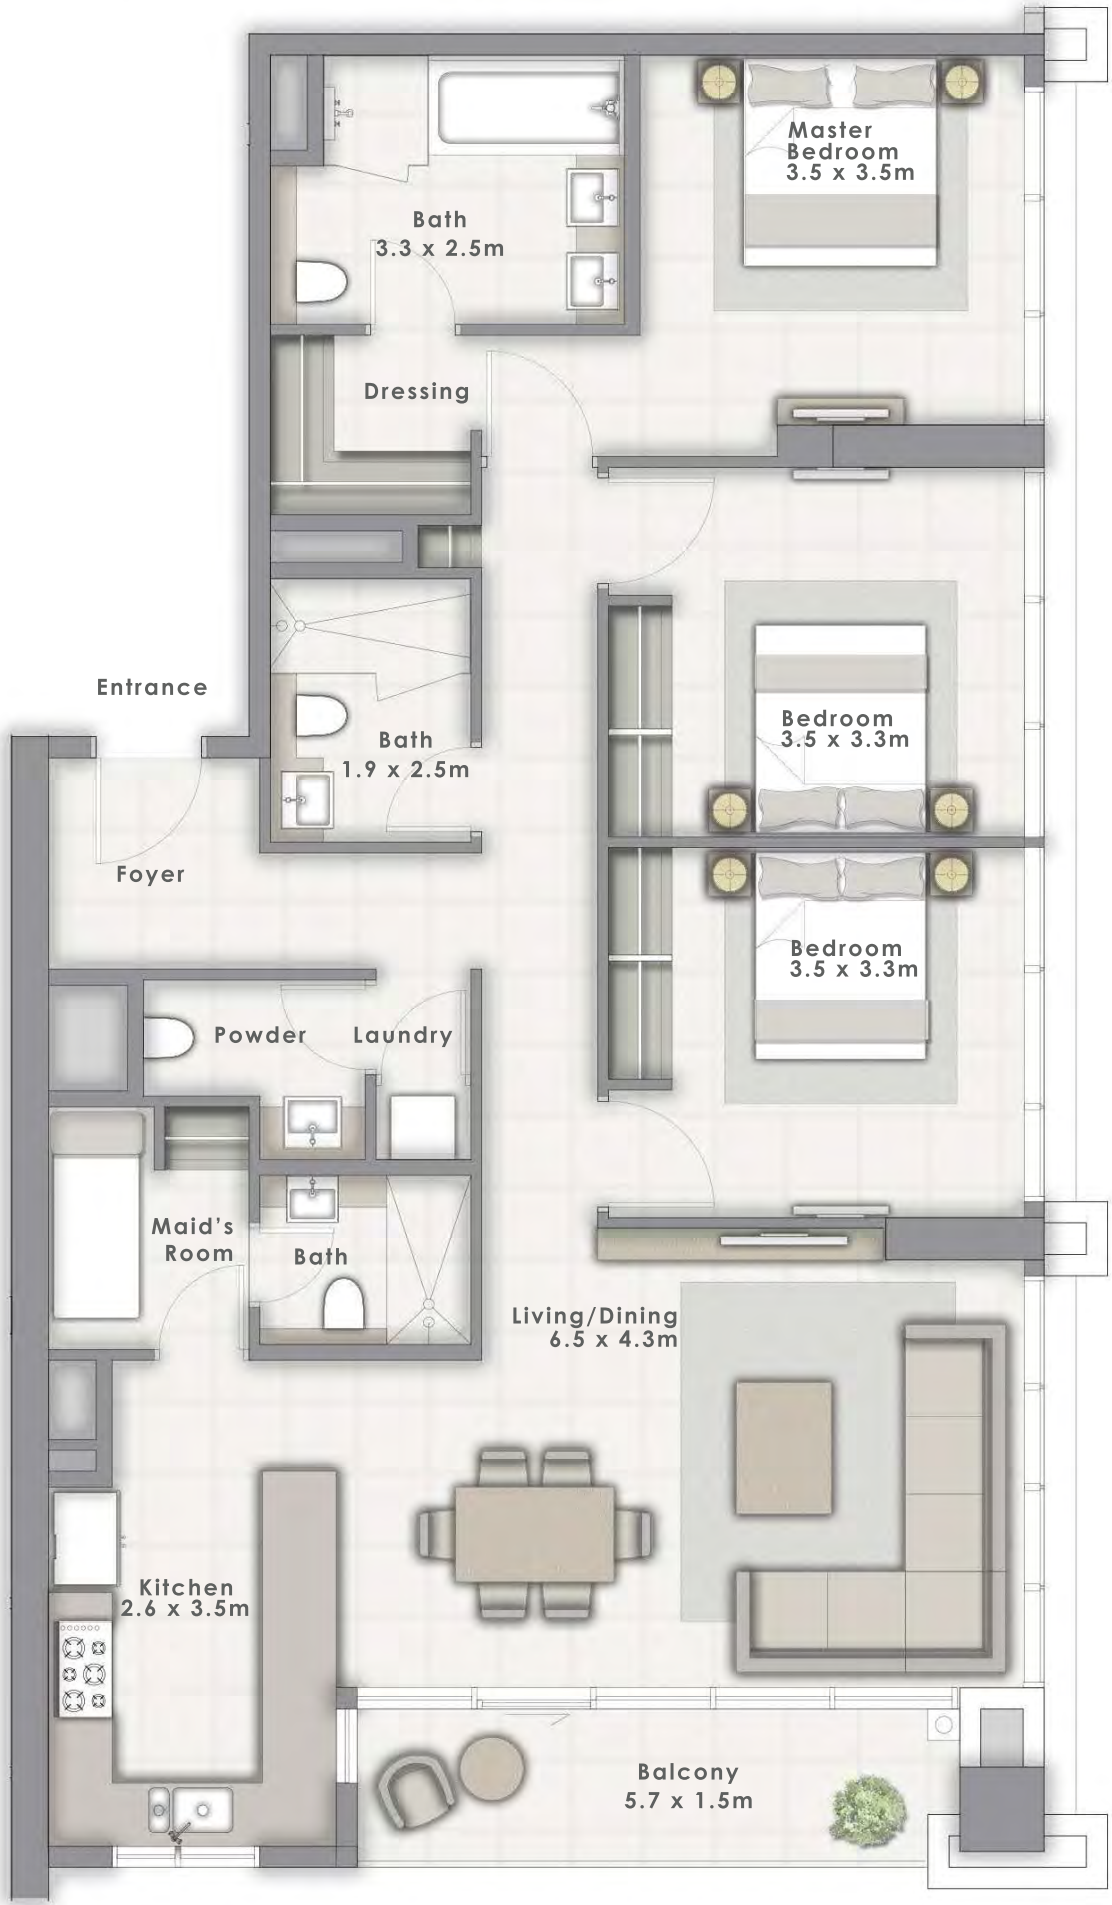 Master
Bedroom
3.5 x 3.5m
Bath
3.3 x 2.5m
Dressing
Entrance
Bath
1.9 x 2.5m
Bedroom
3.5 x 3.3m
Foyer
Bedroom
3.5 x 3.3m
Powder
Laundry
Maid's
Room
Bath
Living/Dining
6.5 x 4.3m
Kitchen
2.6 x 3.5m
Balcony
5.7 x 1.5m